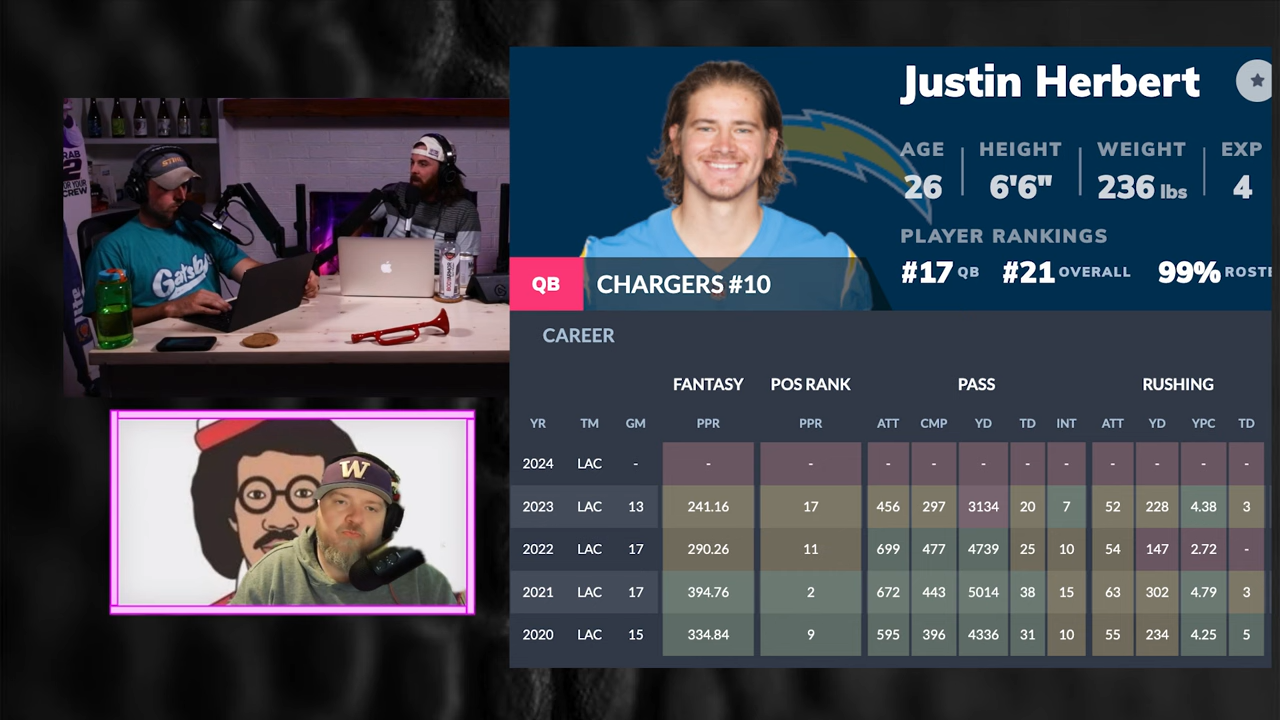 Justin Herbert
AGE HEIGHT WEIGHT EXP
26 6'6" 236 lbs 4
PLAYER RANKINGS
#17 QB #21 OVERALL 99% ROSTE
QB CHARGERS #10
CAREER
FANTASY POS RANK PASS RUSHING
YR TM GM PPR PPR ATT CMP YD TD INT ATT YD YPC TD
2024 LAC - - - - - - - - - - - -
2023 LAC 13 241.16 17 456 297 3134 20 7 52 228 4.38 3
2022 LAC 17 290.26 11 699 477 4739 25 10 54 147 2.72 -
2021 LAC 17 394.76 2 672 443 5014 38 15 63 302 4.79 3
2020 LAC 15 334.84 9 595 396 4336 31 10 55 234 4.25 5
Gatsby
W